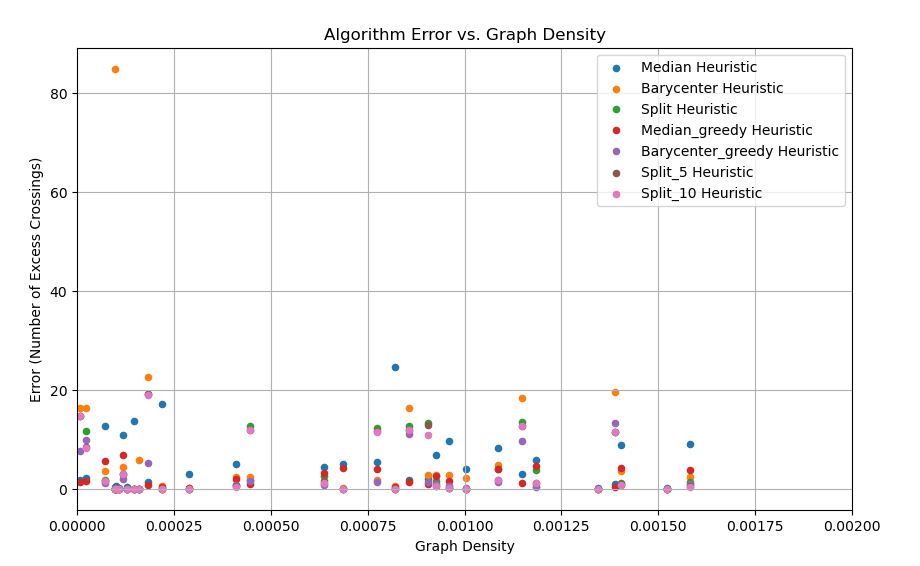 Algorithm Error vs. Graph Density
Median Heuristic
Barycenter Heuristic
Split Heuristic
Median_greedy Heuristic
Barycenter_greedy Heuristic
Split_5 Heuristic
Split_10 Heuristic
Error (Number of Excess Crossings)
80
60
40
20
0
0.00000 0.00025 0.00050 0.00075 0.00100 0.00125 0.00150 0.00175 0.00200
Graph Density